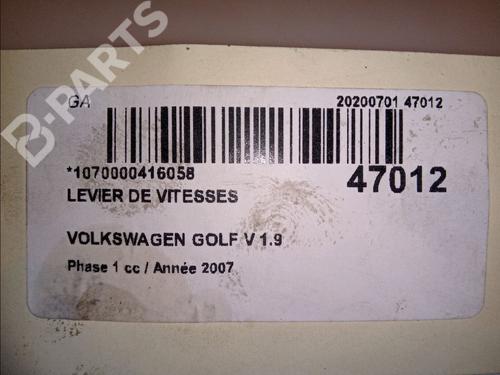 B-PARTS
GA 20200701 47012
*1070000416058 47012
LEVIER DE VITESSES
VOLKSWAGEN GOLF V 1.9
Phase 1 cc / Année 2007